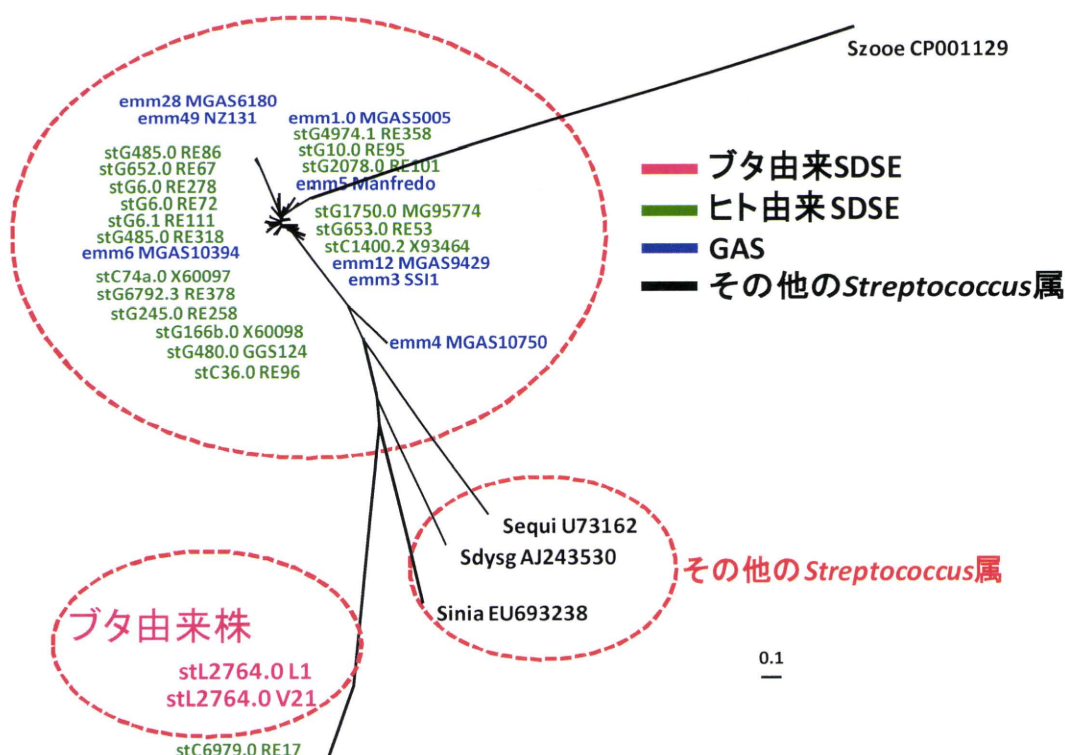 Szooe CP001129
emm28 MGAS6180
emm49 NZ131
emm1.0 MGAS5005
stG4974.1 RE358
stG10.0 RE95
stG2078.0 RE101
emm5 Manfredo
stG485.0 RE86
stG652.0 RE67
stG6.0 RE278
stG6.0 RE72
stG6.1 RE111
stG485.0 RE318
emm6 MGAS10394
stC74a.0 X60097
stG6792.3 RE378
stG245.0 RE258
stG166b.0 X60098
stG480.0 GGS124
stC36.0 RE96
stG1750.0 MG95774
stG653.0 RE53
stC1400.2 X93464
emm12 MGAS9429
emm3 SSI1
emm4 MGAS10750
ブタ由来SDSE
ヒト由来SDSE
GAS
その他のStreptococcus属
Sequi U73162
Sdysg AJ243530
Sinia EU693238
その他のStreptococcus属
ブタ由来株
stL2764.0 L1
stL2764.0 V21
stC6979.0 RE17
0.1